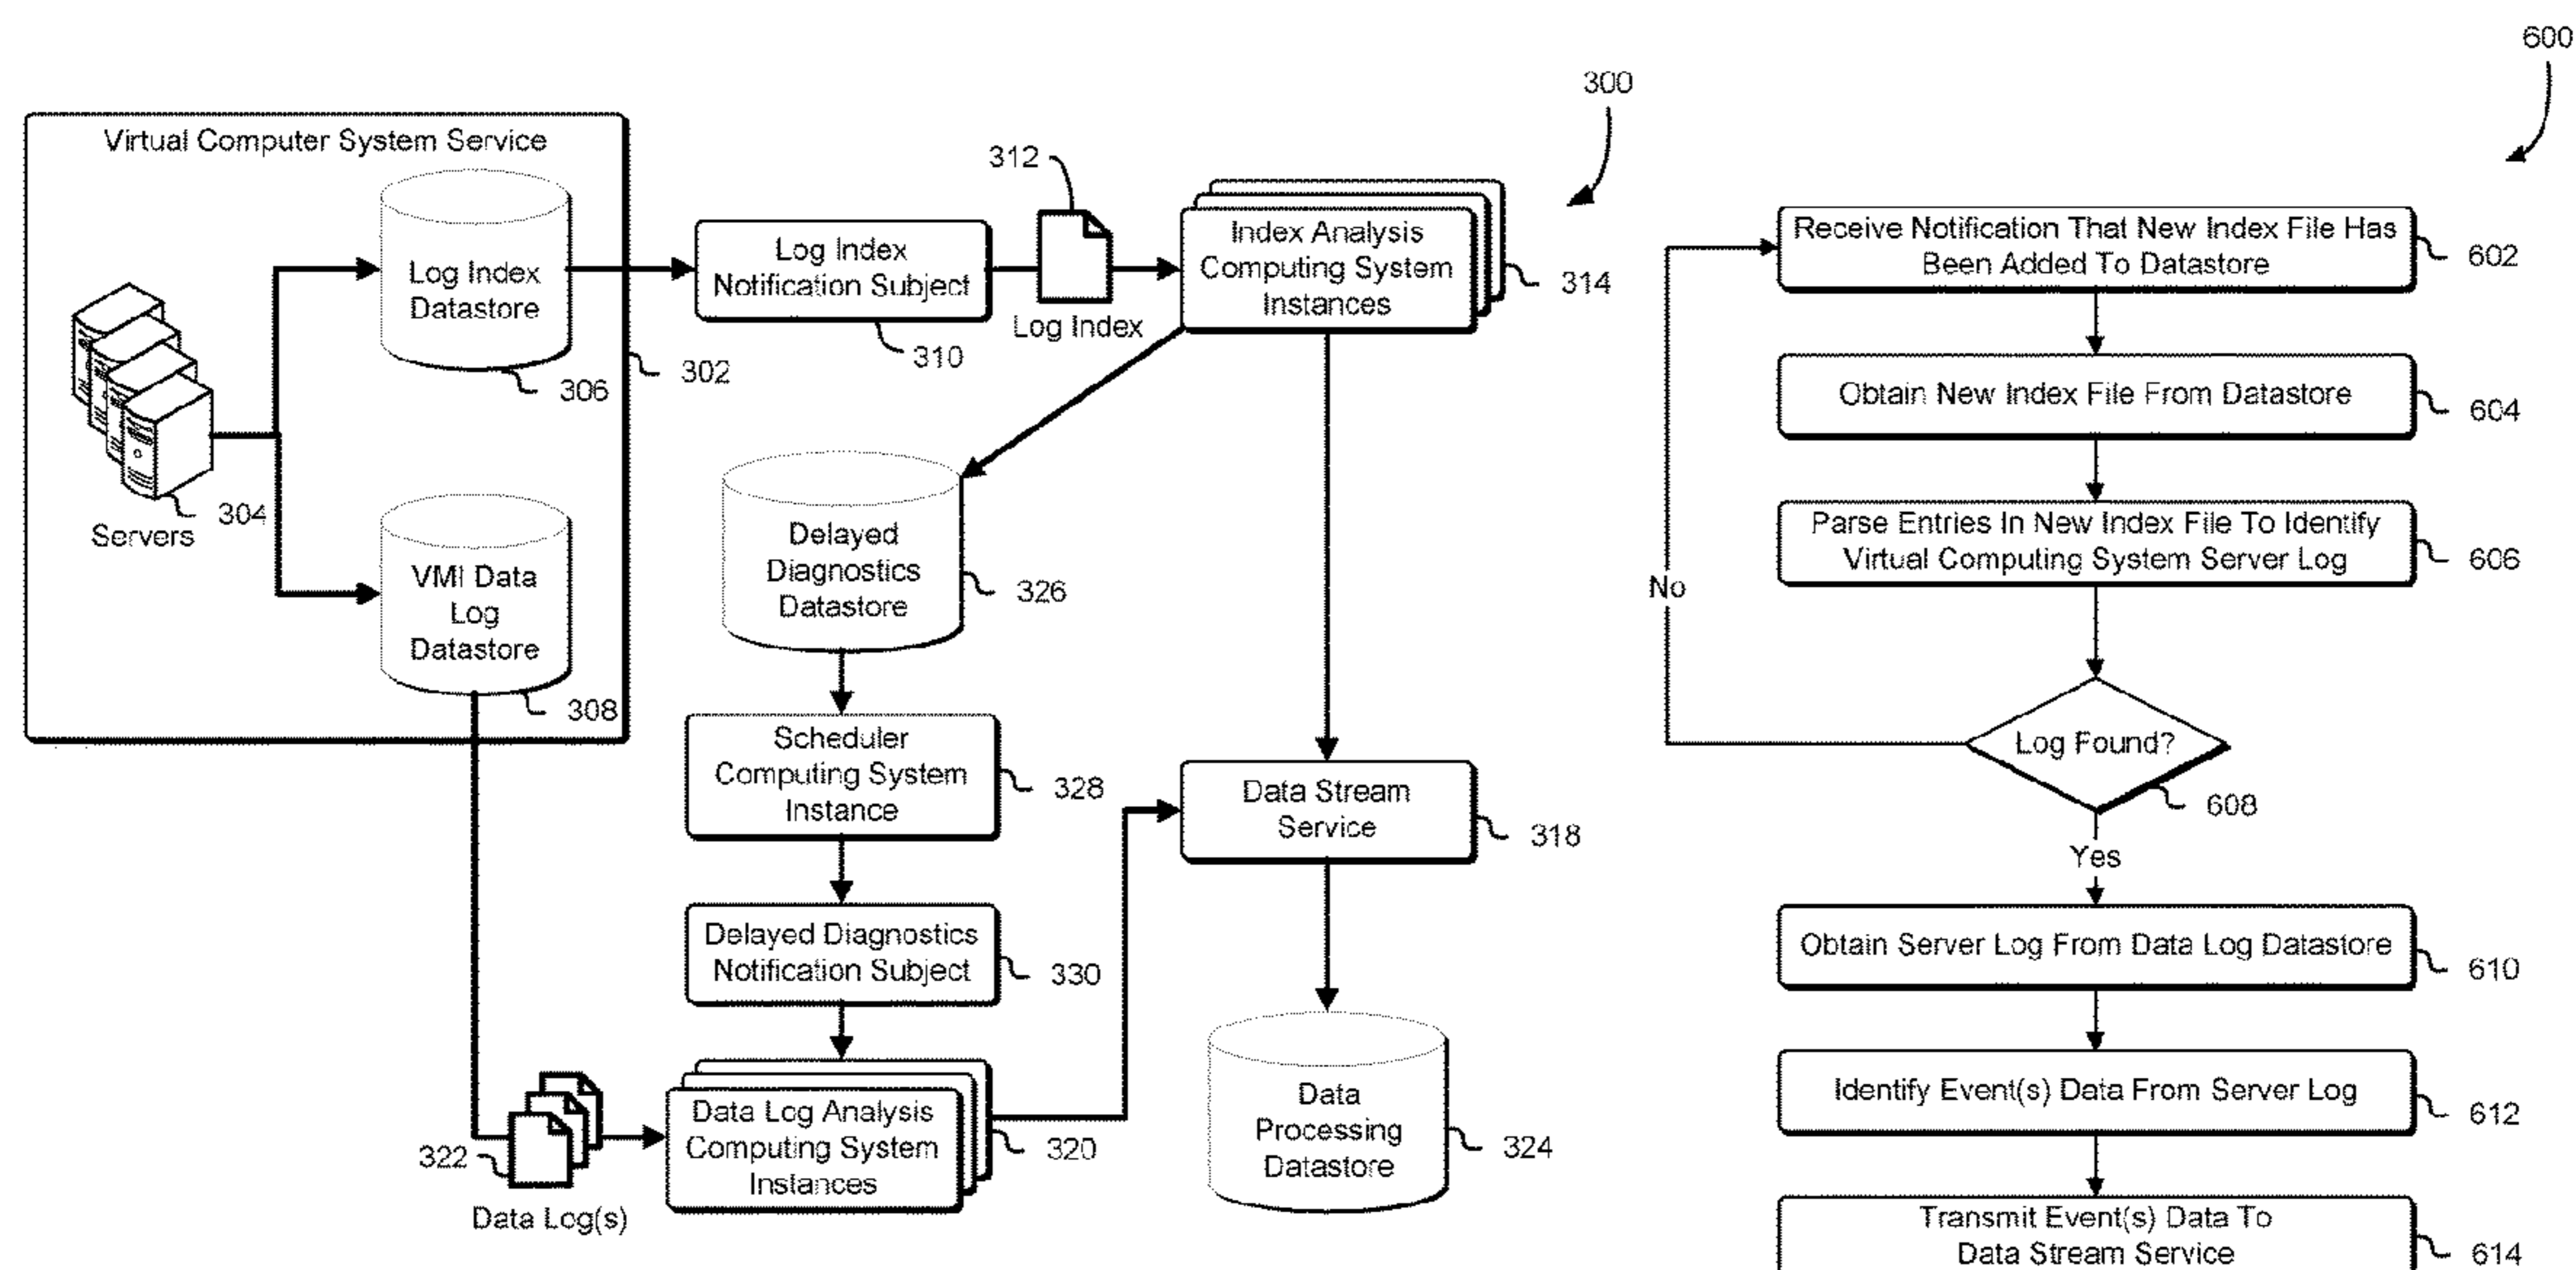 600
300
Virtual Computer System Service
312
Log Index
Datastore
306
302
Log Index
Notification Subject
310
Log Index
Index Analysis
Computing System
Instances
314
304
Servers
VMI Data
Log
Datastore
308
Delayed
Diagnostics
Datastore
326
Scheduler
Computing System
Instance
328
Data Stream
Service
318
Delayed Diagnostics
Notification Subject
330
322
Data Log(s)
Data Log Analysis
Computing System
Instances
320
Data
Processing
Datastore
324
Receive Notification That New Index File Has
Been Added To Datastore
602
Obtain New Index File From Datastore
604
Parse Entries In New Index File To Identify
Virtual Computing System Server Log
606
No
Log Found?
608
Yes
Obtain Server Log From Data Log Datastore
610
Identify Event(s) Data From Server Log
612
Transmit Event(s) Data To
Data Stream Service
614